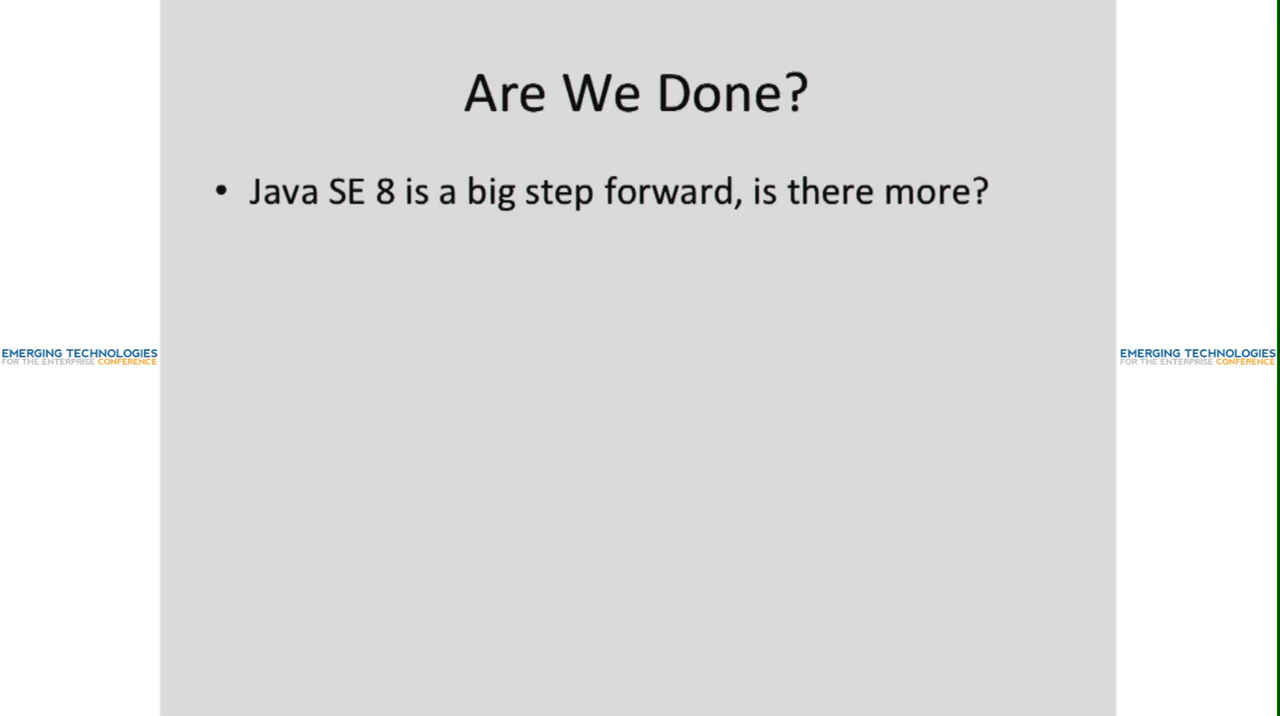 Are We Done?
• Java SE 8 is a big step forward, is there more?
EMERGING TECHNOLOGIES
FOR THE ENTERPRISE CONFERENCE
EMERGING TECHNOLOGIES
FOR THE ENTERPRISE CONFERENCE